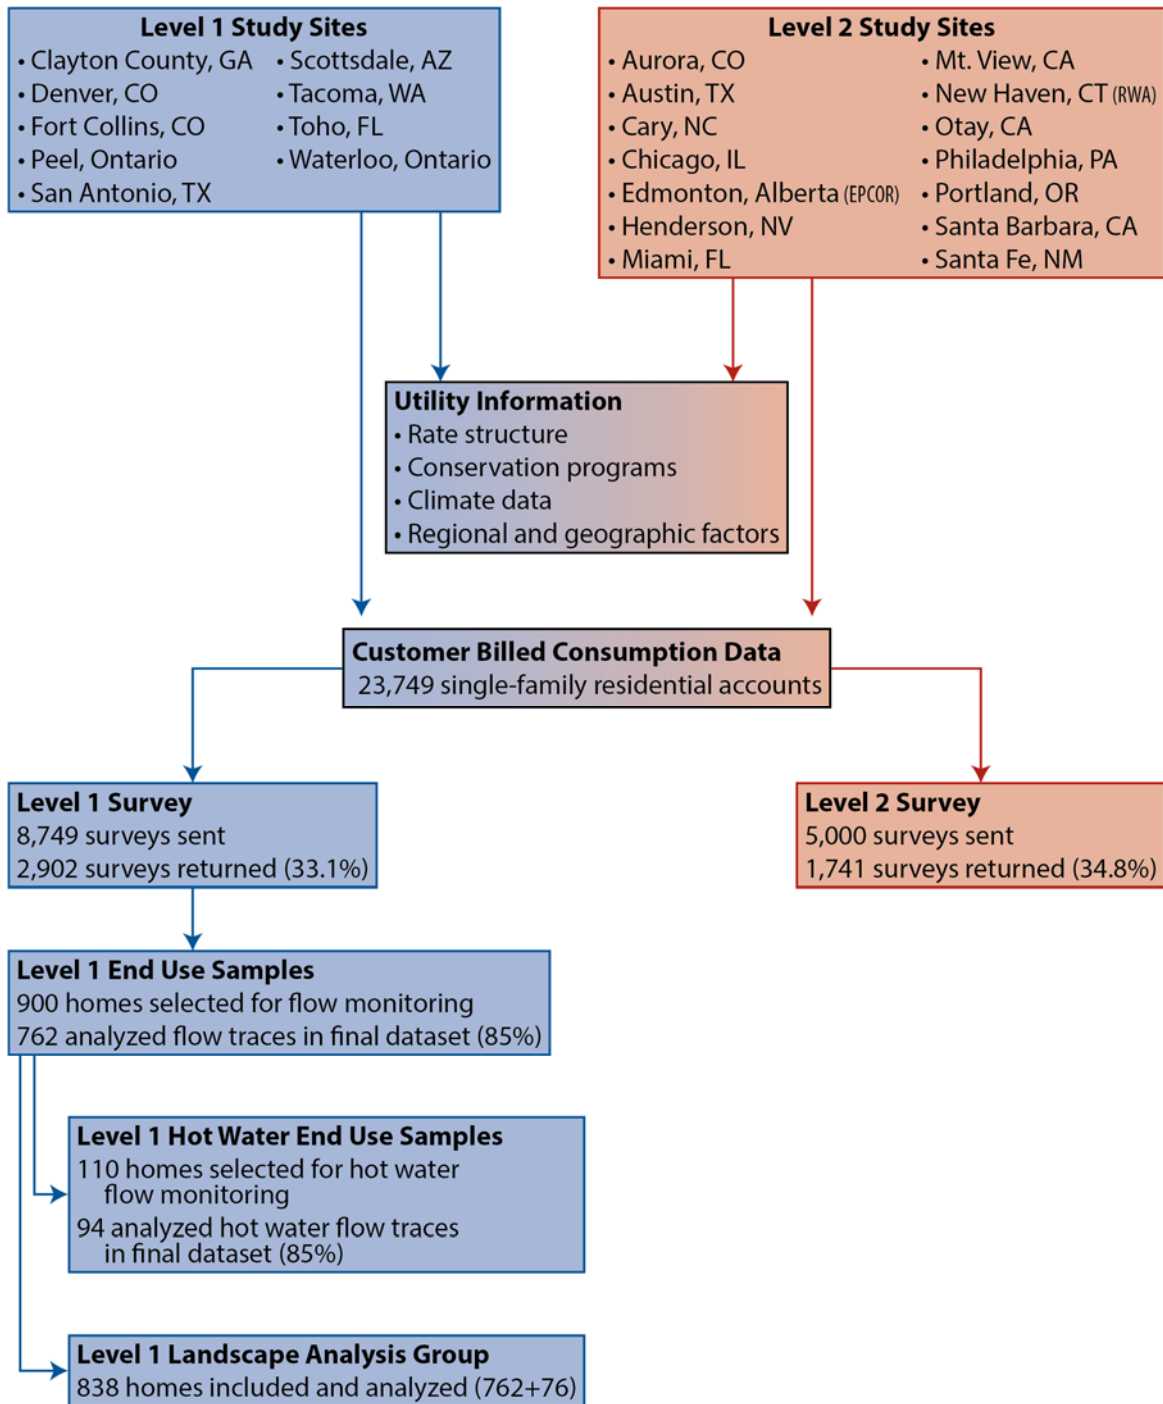 Level 1 Study Sites
• Clayton County, GA
• Denver, CO
• Fort Collins, CO
• Peel, Ontario
• San Antonio, TX
• Scottsdale, AZ
• Tacoma, WA
• Toho, FL
• Waterloo, Ontario
Level 2 Study Sites
• Aurora, CO
• Austin, TX
• Cary, NC
• Chicago, IL
• Edmonton, Alberta (EPCOR)
• Henderson, NV
• Miami, FL
• Mt. View, CA
• New Haven, CT (RWA)
• Otay, CA
• Philadelphia, PA
• Portland, OR
• Santa Barbara, CA
• Santa Fe, NM
Utility Information
• Rate structure
• Conservation programs
• Climate data
• Regional and geographic factors
Customer Billed Consumption Data
23,749 single-family residential accounts
Level 1 Survey
8,749 surveys sent
2,902 surveys returned (33.1%)
Level 2 Survey
5,000 surveys sent
1,741 surveys returned (34.8%)
Level 1 End Use Samples
900 homes selected for flow monitoring
762 analyzed flow traces in final dataset (85%)
Level 1 Hot Water End Use Samples
110 homes selected for hot water
flow monitoring
94 analyzed hot water flow traces
in final dataset (85%)
Level 1 Landscape Analysis Group
838 homes included and analyzed (762+76)